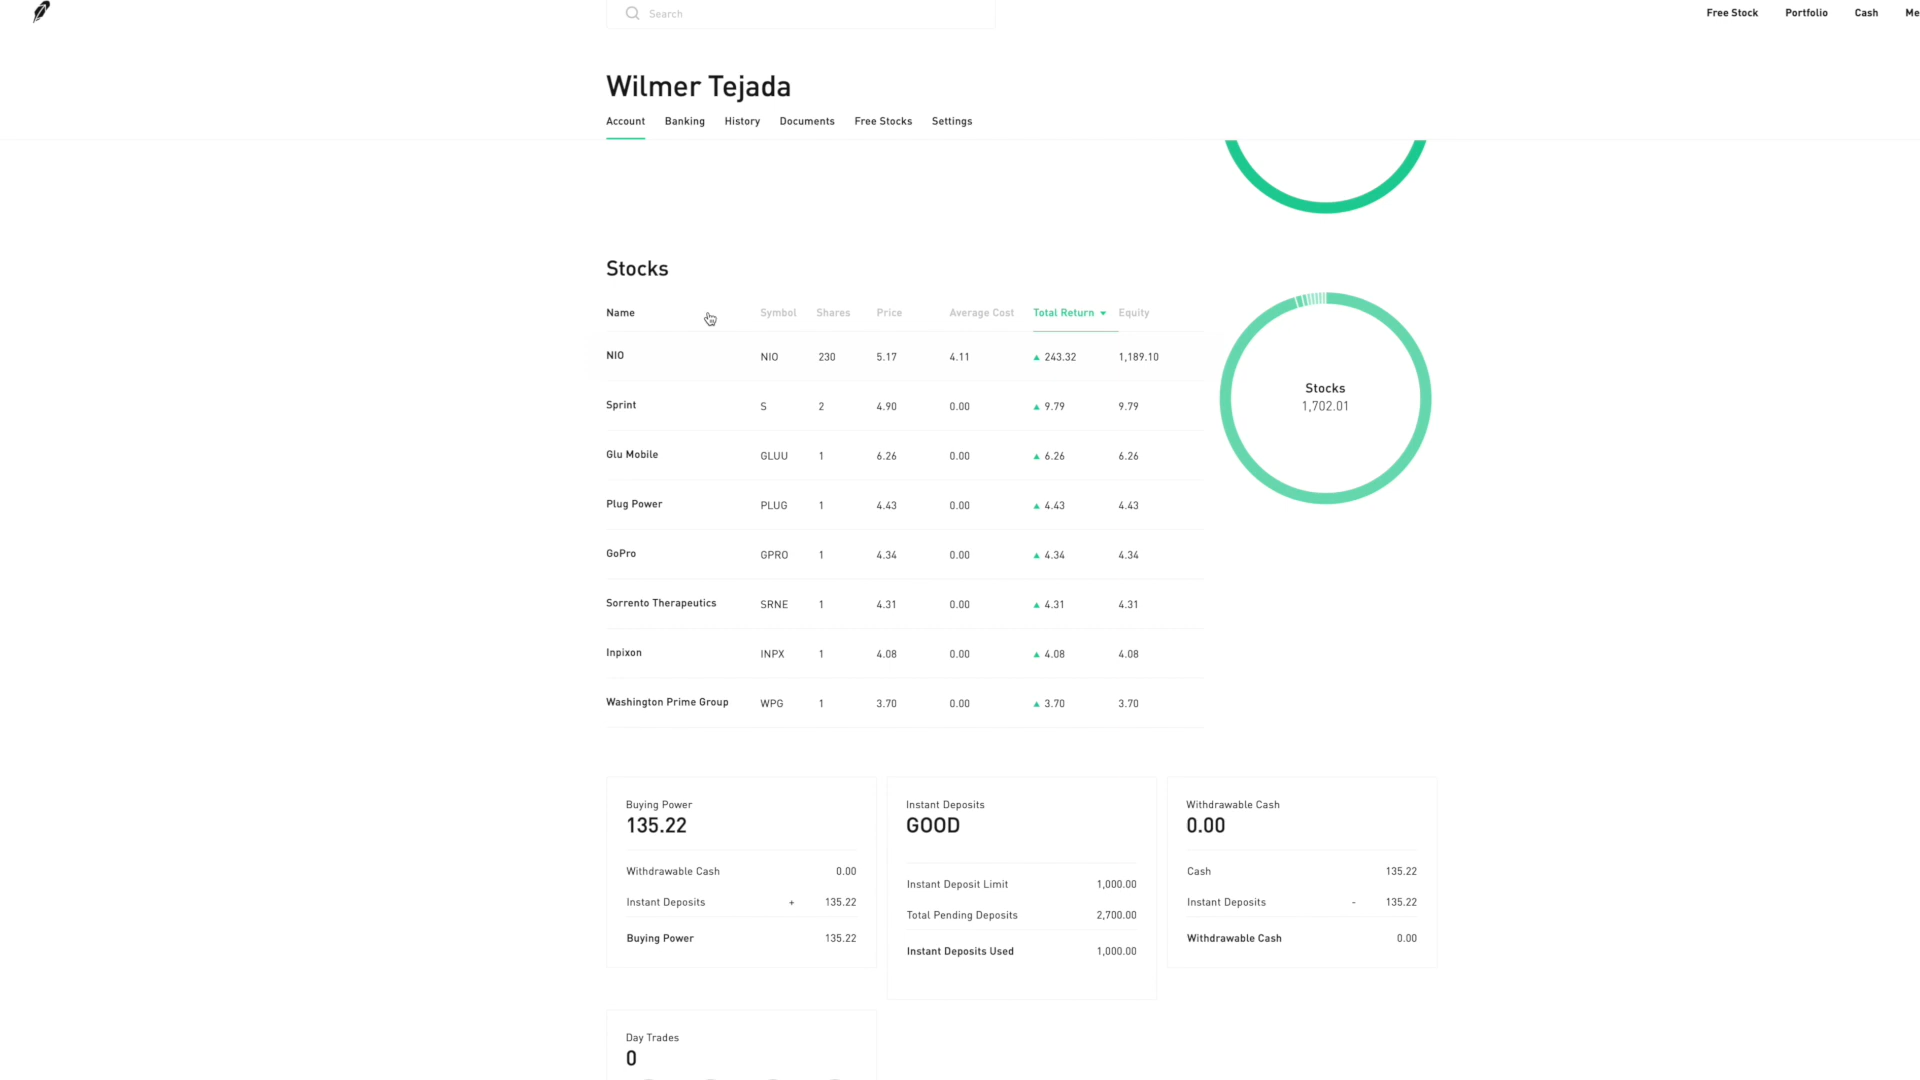 Search
Free Stock Portfolio Cash Me
Wilmer Tejada
Account Banking History Documents Free Stocks Settings
Stocks
Name Symbol Shares Price Average Cost Total Return Equity
NIO NIO 230 5.17 4.11 243.32 1,189.10
Sprint S 2 4.90 0.00 9.79 9.79
Glu Mobile GLUU 1 6.26 0.00 6.26 6.26
Plug Power PLUG 1 4.43 0.00 4.43 4.43
GoPro GPRO 1 4.34 0.00 4.34 4.34
Sorrento Therapeutics SRNE 1 4.31 0.00 4.31 4.31
Inpixon INPX 1 4.08 0.00 4.08 4.08
Washington Prime Group WPG 1 3.70 0.00 3.70 3.70
Stocks
1,702.01
Buying Power
135.22
Withdrawable Cash 0.00
Instant Deposits + 135.22
Buying Power 135.22
Instant Deposits
GOOD
Instant Deposit Limit 1,000.00
Total Pending Deposits 2,700.00
Instant Deposits Used 1,000.00
Withdrawable Cash
0.00
Cash 135.22
Instant Deposits - 135.22
Withdrawable Cash 0.00
Day Trades
0